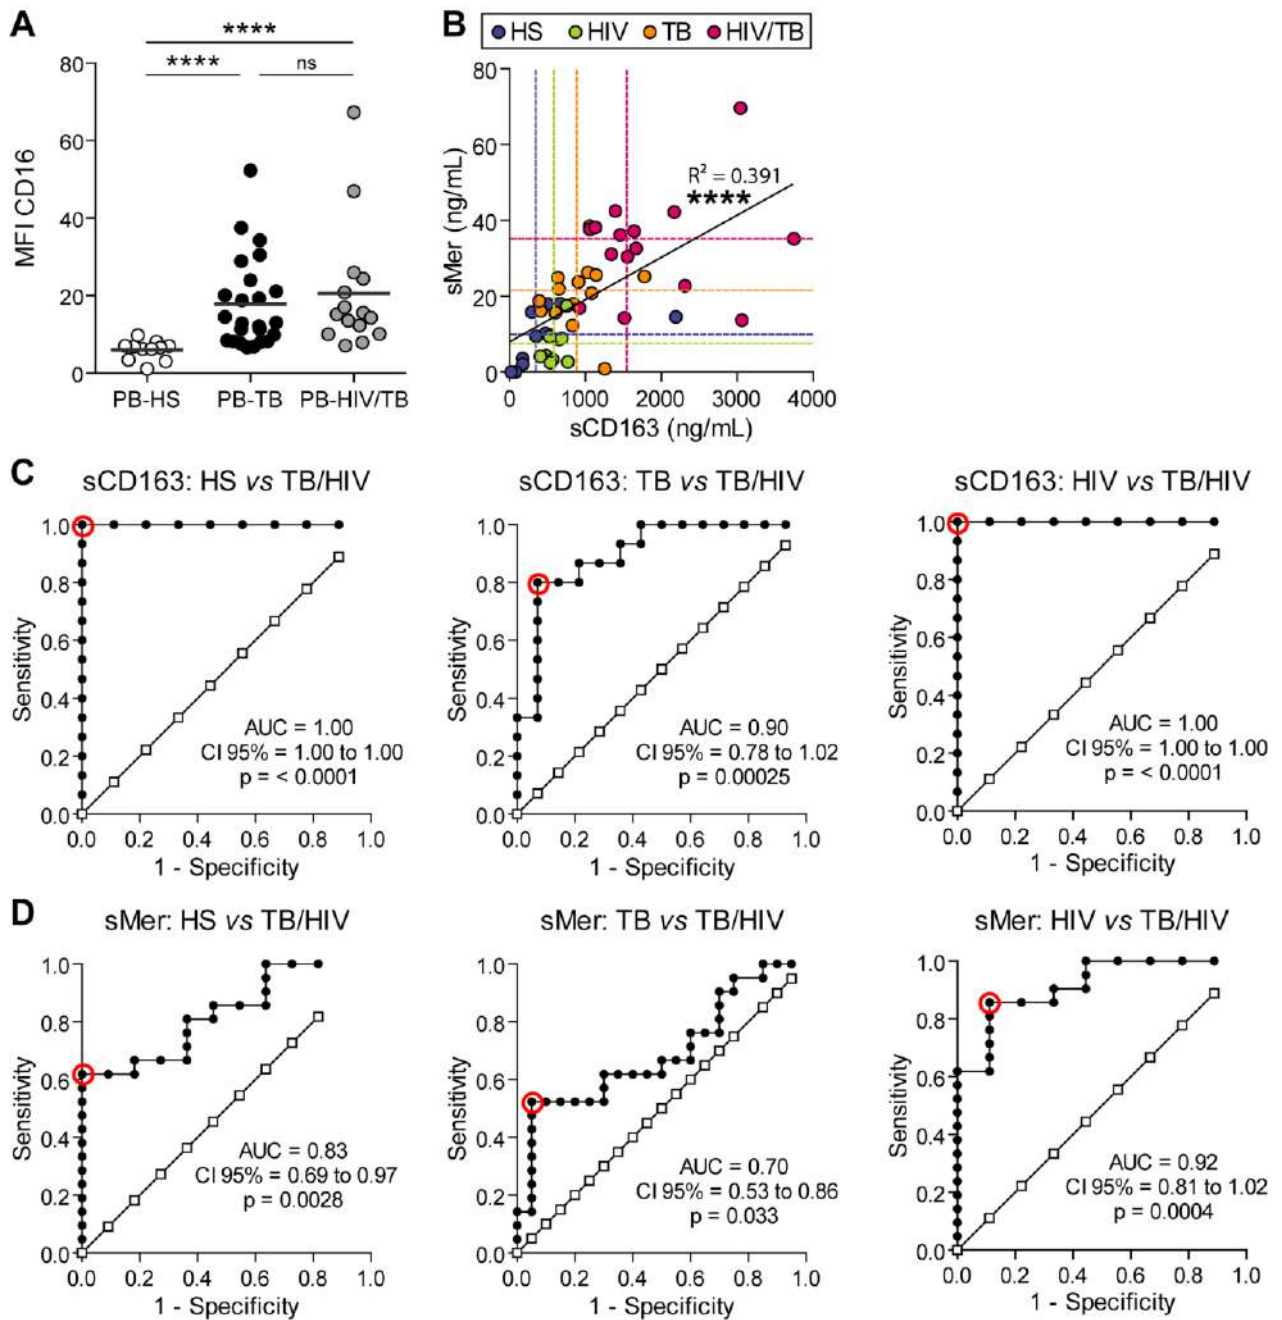 A
****
****
ns
80
60
40
20
0
MFI CD16
PB-HS
PB-TB
PB-HIV/TB
B
HS
HIV
TB
HIV/TB
80
60
40
20
0
sMer (ng/mL)
R² = 0.391
****
0
1000
2000
3000
4000
sCD163 (ng/mL)
C
sCD163: HS vs TB/HIV
1.0
0.8
0.6
0.4
0.2
0.0
Sensitivity
AUC = 1.00
CI 95% = 1.00 to 1.00
p = < 0.0001
0.0
0.2
0.4
0.6
0.8
1.0
1 - Specificity
sCD163: TB vs TB/HIV
1.0
0.8
0.6
0.4
0.2
0.0
Sensitivity
AUC = 0.90
CI 95% = 0.78 to 1.02
p = 0.00025
0.0
0.2
0.4
0.6
0.8
1.0
1 - Specificity
sCD163: HIV vs TB/HIV
1.0
0.8
0.6
0.4
0.2
0.0
Sensitivity
AUC = 1.00
CI 95% = 1.00 to 1.00
p = < 0.0001
0.0
0.2
0.4
0.6
0.8
1.0
1 - Specificity
D
sMer: HS vs TB/HIV
1.0
0.8
0.6
0.4
0.2
0.0
Sensitivity
AUC = 0.83
CI 95% = 0.69 to 0.97
p = 0.0028
0.0
0.2
0.4
0.6
0.8
1.0
1 - Specificity
sMer: TB vs TB/HIV
1.0
0.8
0.6
0.4
0.2
0.0
Sensitivity
AUC = 0.70
CI 95% = 0.53 to 0.86
p = 0.033
0.0
0.2
0.4
0.6
0.8
1.0
1 - Specificity
sMer: HIV vs TB/HIV
1.0
0.8
0.6
0.4
0.2
0.0
Sensitivity
AUC = 0.92
CI 95% = 0.81 to 1.02
p = 0.0004
0.0
0.2
0.4
0.6
0.8
1.0
1 - Specificity